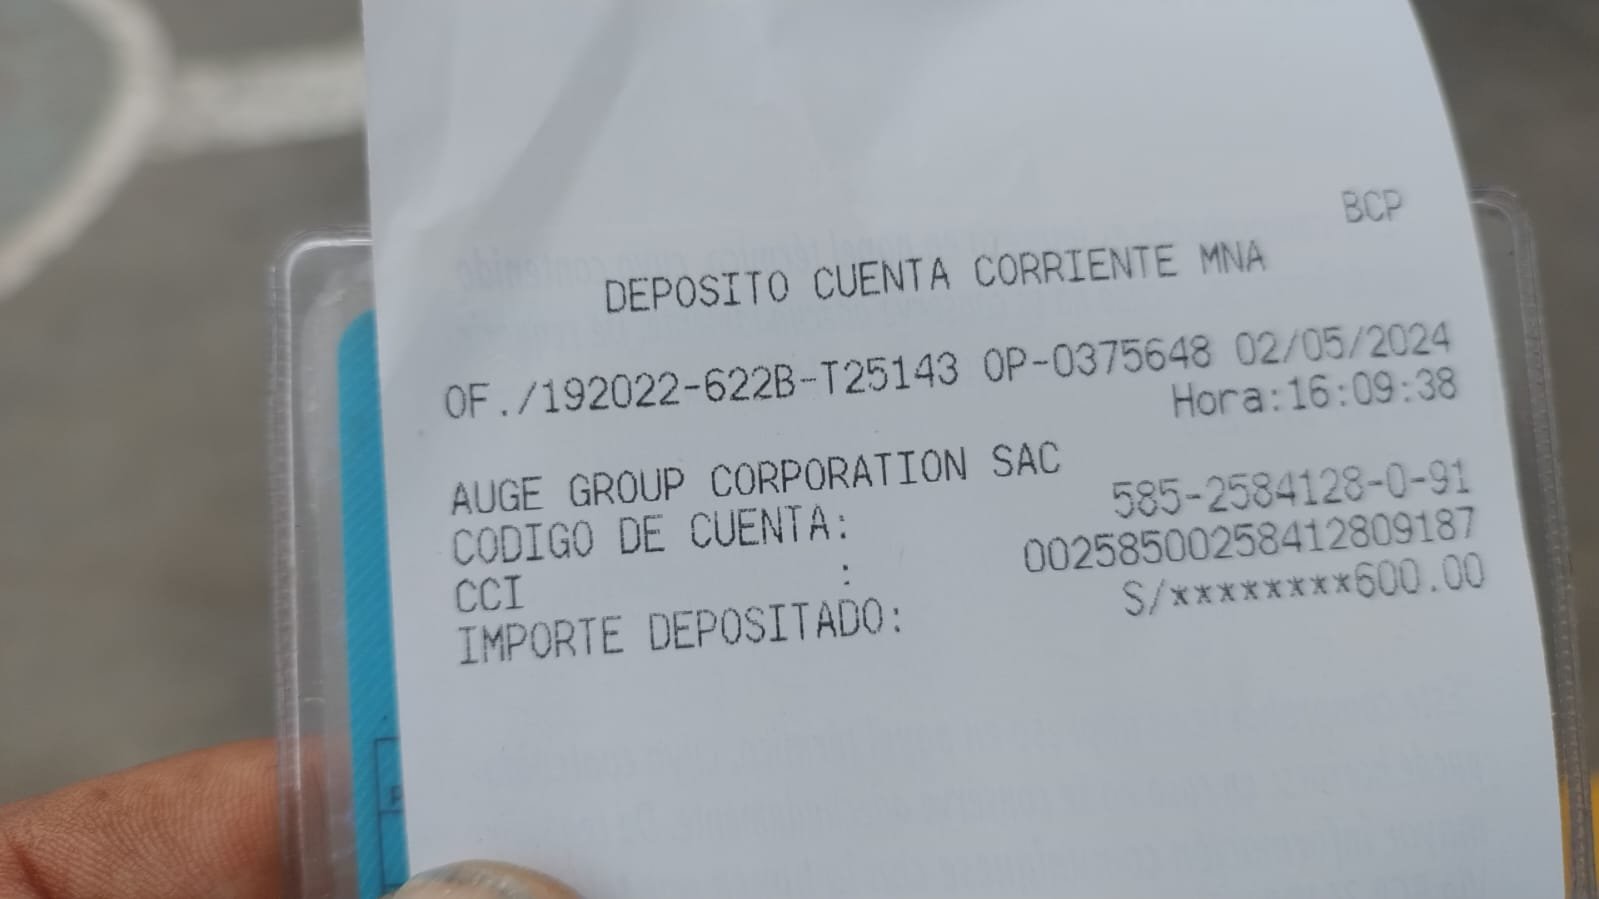 BCP
DEPOSITO CUENTA CORRIENTE MNA
OF./192022-622B-T25143 OP-0375648 02/05/2024
Hora:16:09:38
AUGE GROUP CORPORATION SAC
CODIGO DE CUENTA: 585-2584128-0-91
CCI : 00258500258412809187
IMPORTE DEPOSITADO: S/********600.00